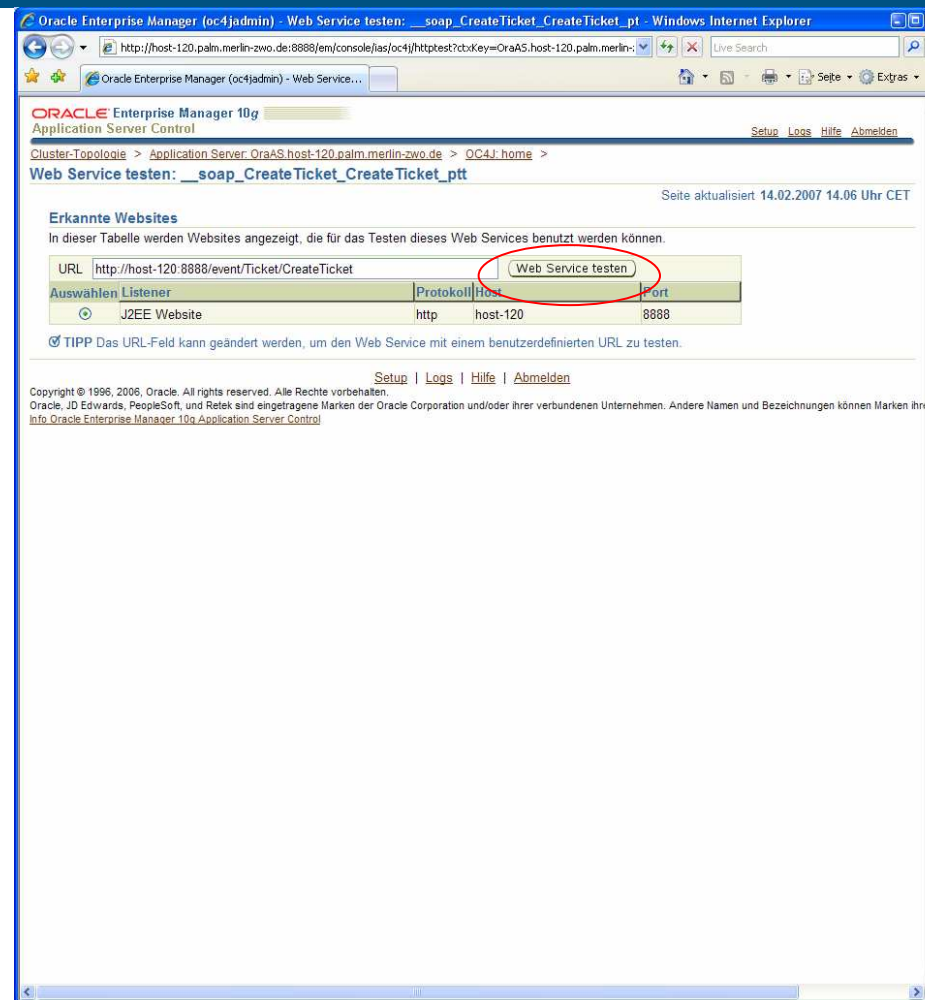 Oracle Enterprise Manager (oc4jadmin) - Web Service testen: __soap_CreateTicket_CreateTicket_pt - Windows Internet Explorer
http://host-120.palm.merlin-zwo.de:8888/em/console/ias/oc4j/httptest?ctxKey=OraAS.host-120.palm.merlin-: Live Search
Oracle Enterprise Manager (oc4jadmin) - Web Service... Seite Extras
ORACLE Enterprise Manager 10g
Application Server Control Setup Logs Hilfe Abmelden
Cluster-Topologie > Application Server: OraAS.host-120.palm.merlin-zwo.de > OC4J: home >
Web Service testen: __soap_CreateTicket_CreateTicket_ptt
Seite aktualisiert 14.02.2007 14.06 Uhr CET
Erkannte Websites
In dieser Tabelle werden Websites angezeigt, die für das Testen dieses Web Services benutzt werden können.
URL http://host-120:8888/event/Ticket/CreateTicket Web Service testen
Auswählen Listener Protokoll Host Port
J2EE Website http host-120 8888
TIPP Das URL-Feld kann geändert werden, um den Web Service mit einem benutzerdefinierten URL zu testen.
Setup | Logs | Hilfe | Abmelden
Copyright © 1996, 2006, Oracle. All rights reserved. Alle Rechte vorbehalten.
Oracle, JD Edwards, PeopleSoft, und Retek sind eingetragene Marken der Oracle Corporation und/oder ihrer verbundenen Unternehmen. Andere Namen und Bezeichnungen können Marken ihre
Info Oracle Enterprise Manager 10g Application Server Control